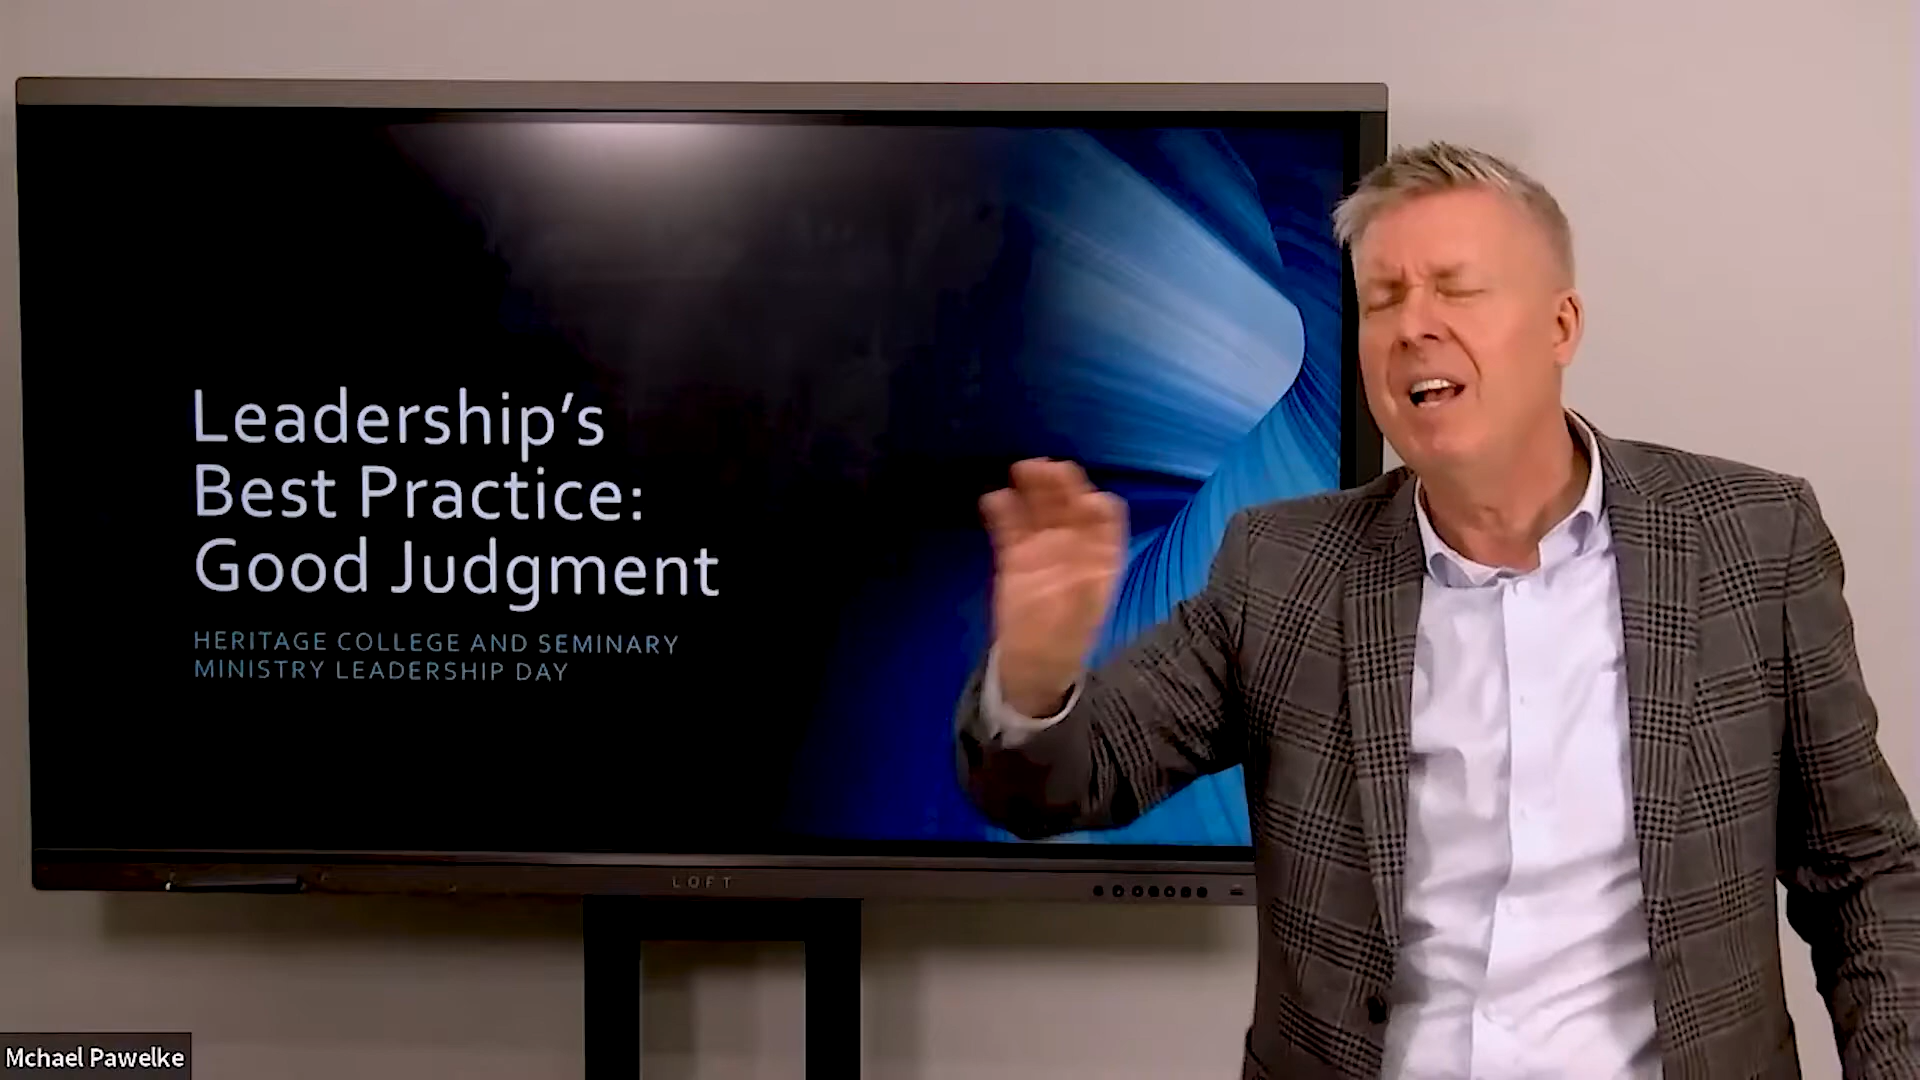 Leadership's
Best Practice:
Good Judgment
HERITAGE COLLEGE AND SEMINARY
MINISTRY LEADERSHIP DAY
LOFT
Mchael Pawelke